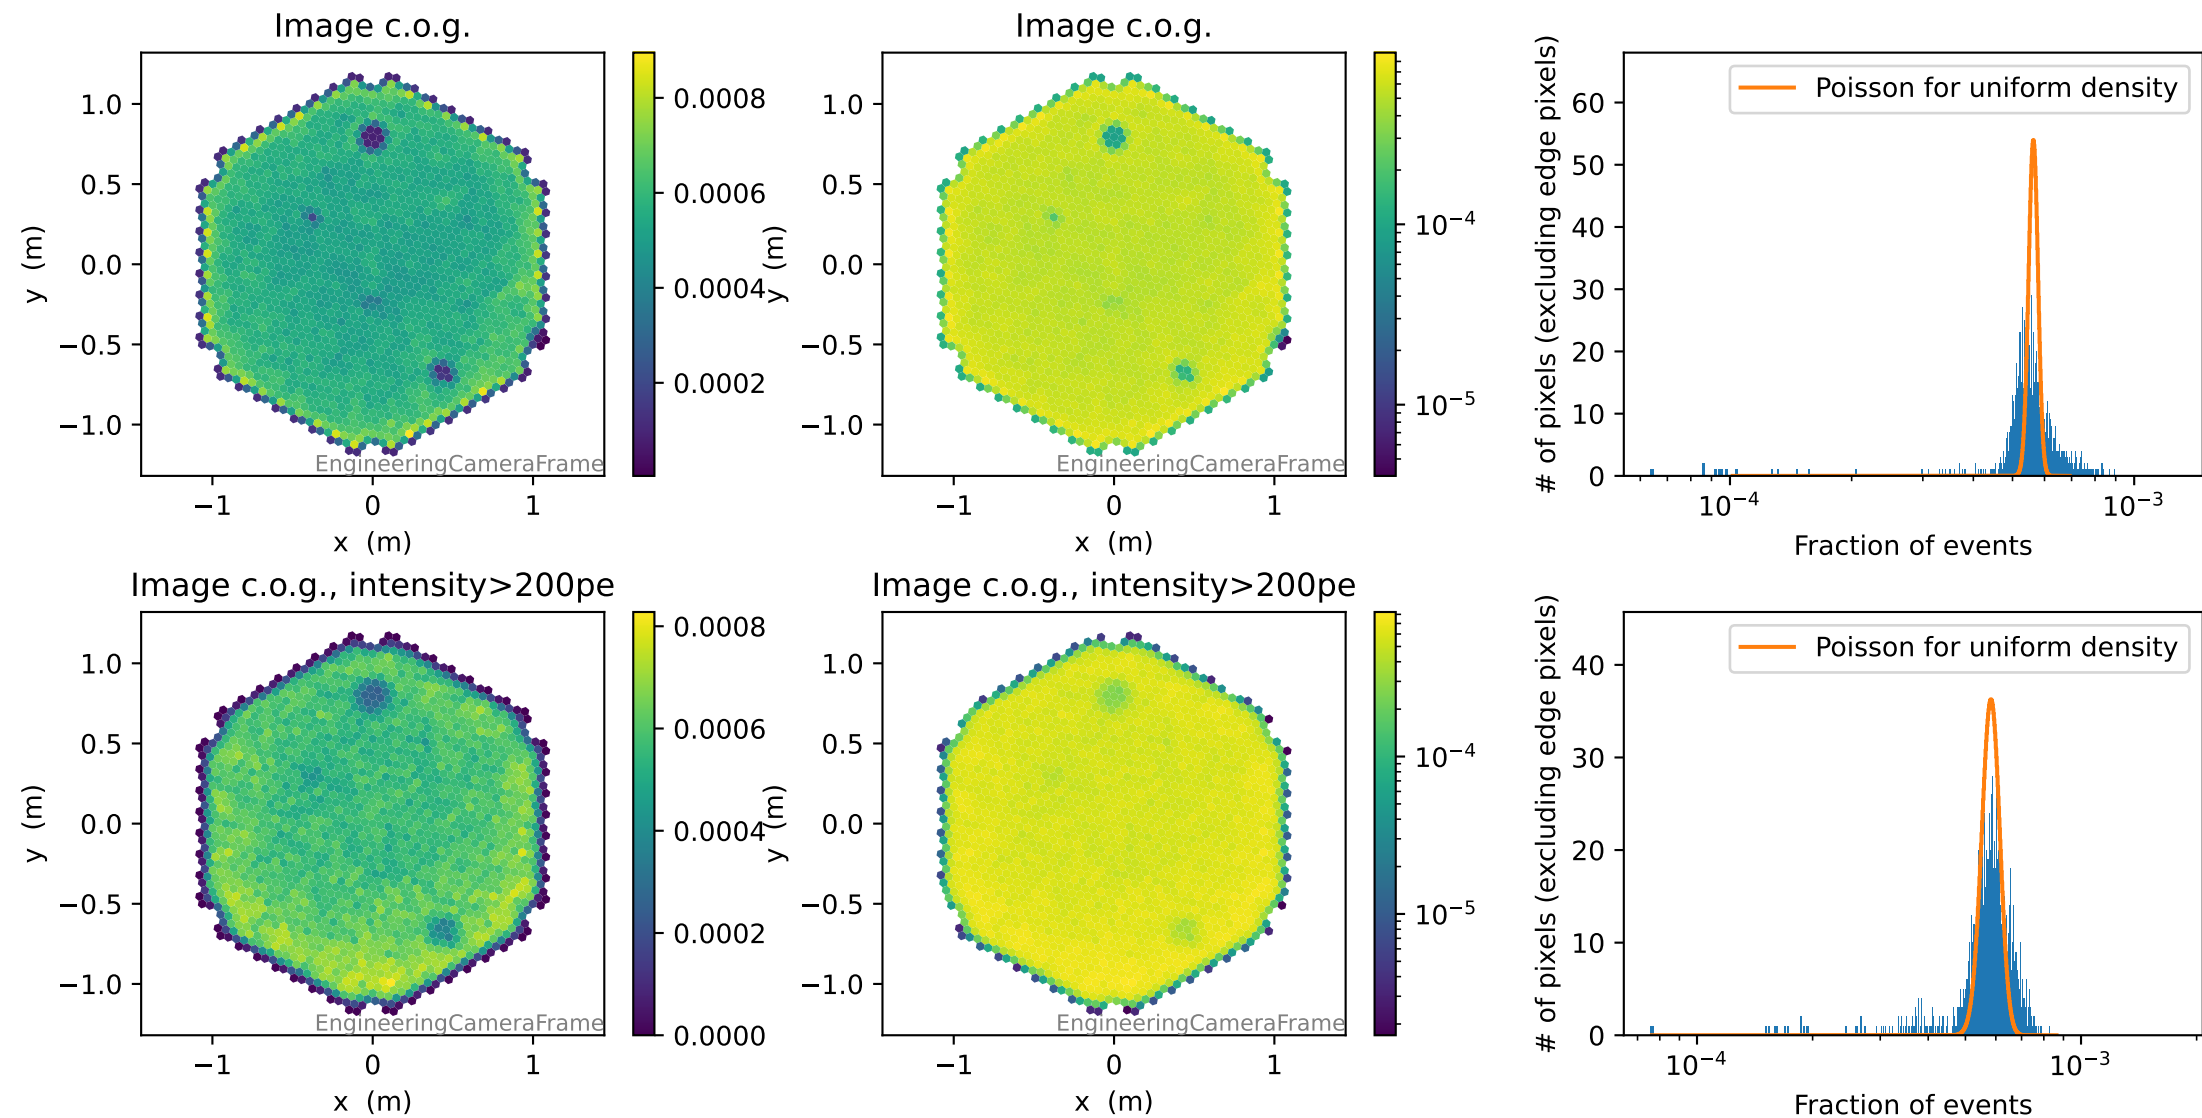 Image c.o.g.
1.0
0.5
0.0
−0.5
−1.0
y (m)
−1
0
1
x (m)
EngineeringCameraFrame
0.0008
0.0006
0.0004
0.0002
Image c.o.g.
1.0
0.5
0.0
−0.5
−1.0
y (m)
−1
0
1
x (m)
EngineeringCameraFrame
10⁻⁴
10⁻⁵
Poisson for uniform density
60
50
40
30
20
10
0
# of pixels (excluding edge pixels)
10⁻⁴
10⁻³
Fraction of events
Image c.o.g., intensity>200pe
1.0
0.5
0.0
−0.5
−1.0
y (m)
−1
0
1
x (m)
EngineeringCameraFrame
0.0008
0.0006
0.0004
0.0002
0.0000
Image c.o.g., intensity>200pe
1.0
0.5
0.0
−0.5
−1.0
y (m)
−1
0
1
x (m)
EngineeringCameraFrame
10⁻⁴
10⁻⁵
Poisson for uniform density
40
30
20
10
0
# of pixels (excluding edge pixels)
10⁻⁴
10⁻³
Fraction of events